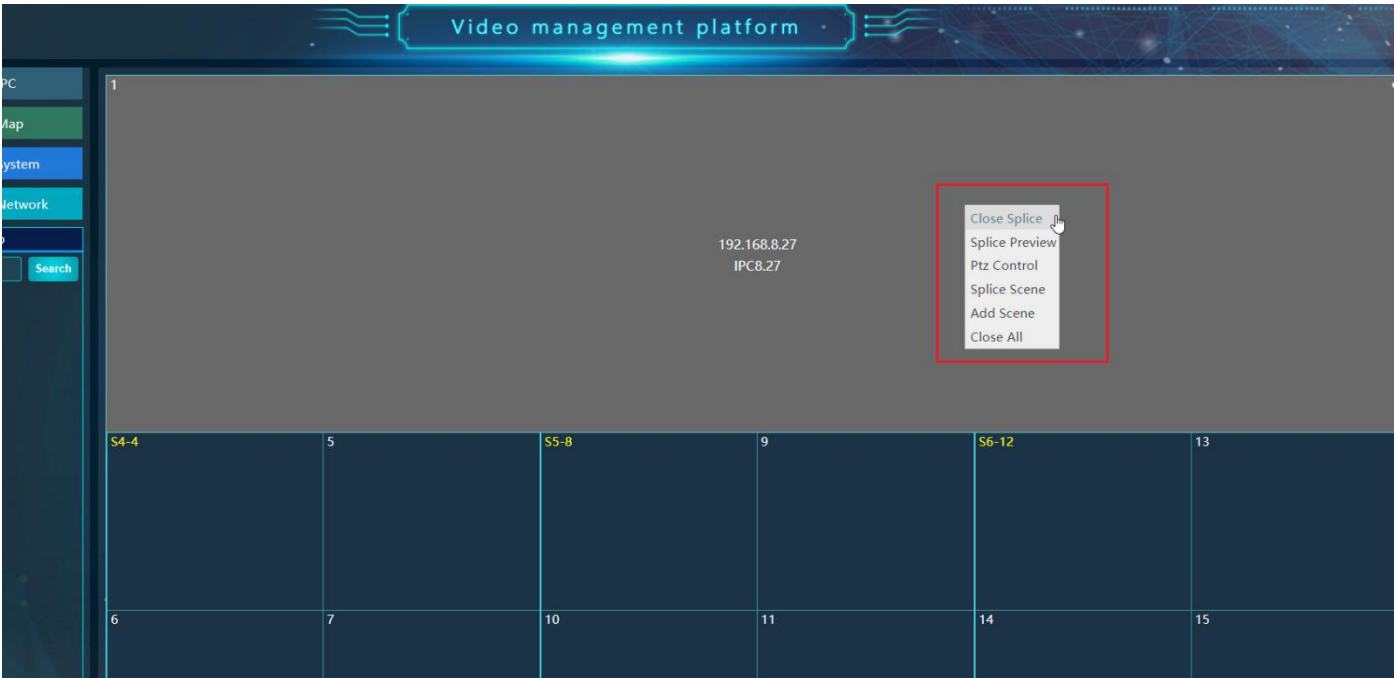 Video management platform
PC
Map
System
Network
Search
1
192.168.8.27
IPC8.27
Close Splice
Splice Preview
Ptz Control
Splice Scene
Add Scene
Close All
S4-4
5
S5-8
9
S6-12
13
6
7
10
11
14
15